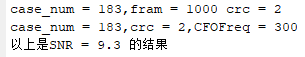 case_num = 183,fram = 1000 crc = 2
case_num = 183,crc = 2,CFOFreq = 300
以上是SNR = 9.3 的结果